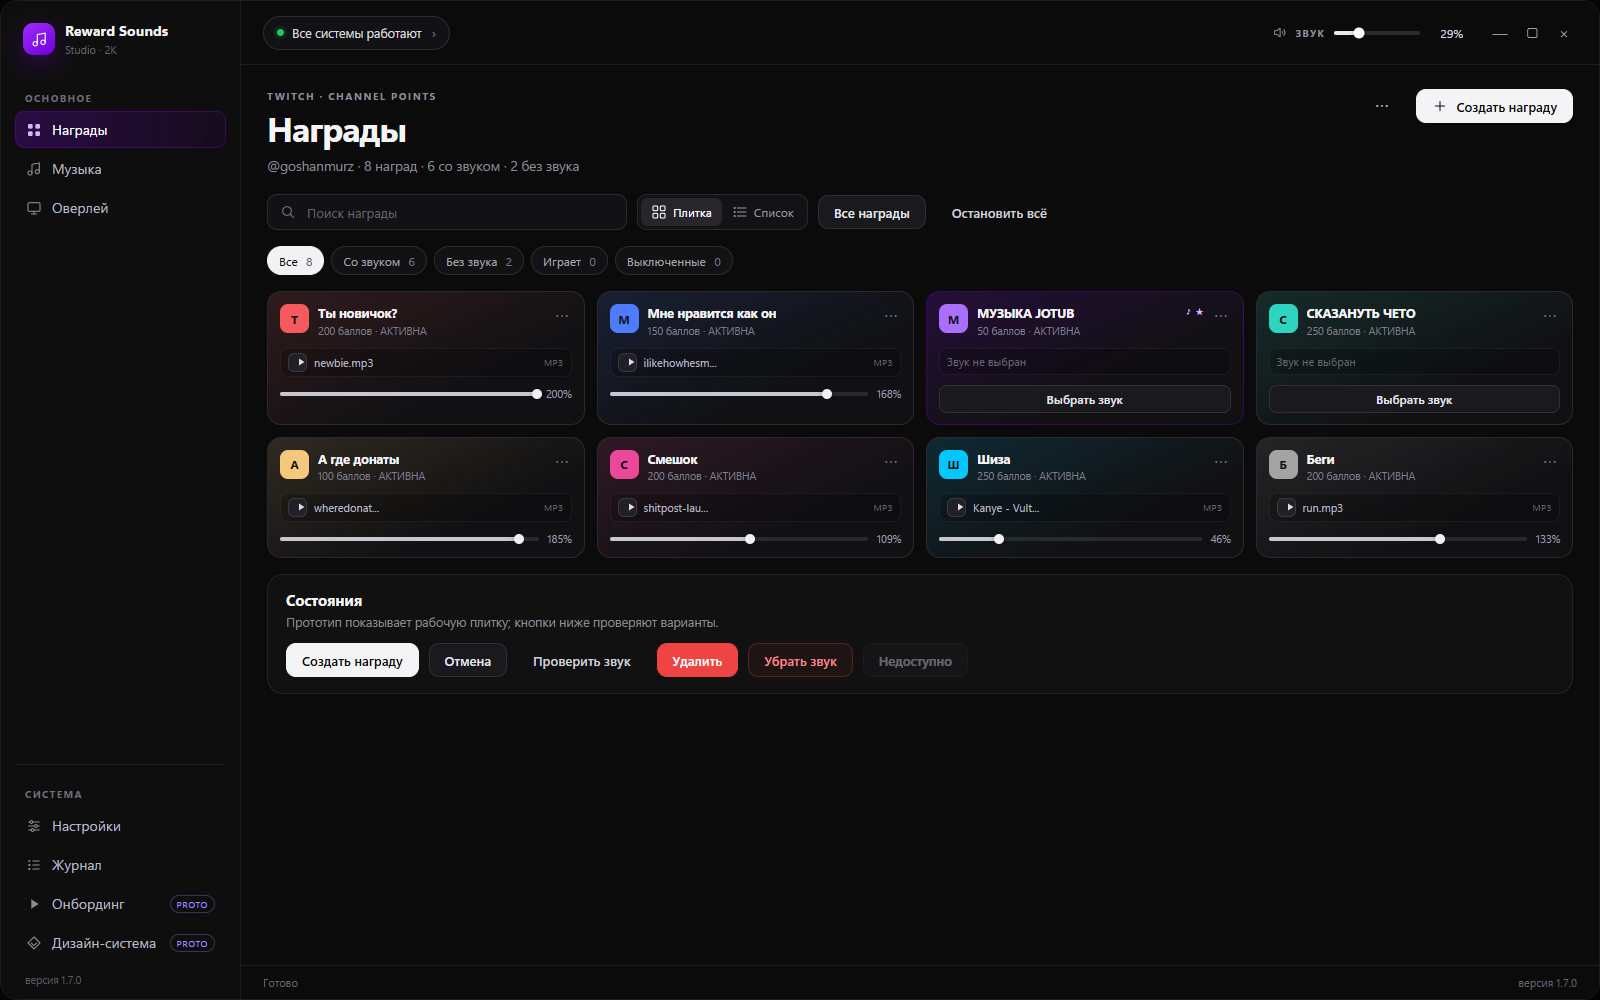 Reward Sounds
Studio · 2K
ОСНОВНОЕ
Награды
Музыка
Оверлей
СИСТЕМА
Настройки
Журнал
Онбординг PROTO
Дизайн-система PROTO
версия 1.7.0
Все системы работают ›
ЗВУК 29%
TWITCH · CHANNEL POINTS
Награды
@goshanmurz · 8 наград · 6 со звуком · 2 без звука
··· + Создать награду
Поиск награды
Плитка Список Все награды Остановить всё
Все 8 Со звуком 6 Без звука 2 Играет 0 Выключенные 0
Т Ты новичок? ···
200 баллов · АКТИВНА
newbie.mp3 MP3
200%
М Мне нравится как он ···
150 баллов · АКТИВНА
ilikehowhesm... MP3
168%
М МУЗЫКА JOTUB ♪ ★ ···
50 баллов · АКТИВНА
Звук не выбран
Выбрать звук
С СКАЗАНУТЬ ЧЕТО ···
250 баллов · АКТИВНА
Звук не выбран
Выбрать звук
А А где донаты ···
100 баллов · АКТИВНА
wheredonat... MP3
185%
С Смешок ···
200 баллов · АКТИВНА
shitpost-lau... MP3
109%
Ш Шиза ···
250 баллов · АКТИВНА
Kanye - Vult... MP3
46%
Б Беги ···
200 баллов · АКТИВНА
run.mp3 MP3
133%
Состояния
Прототип показывает рабочую плитку; кнопки ниже проверяют варианты.
Создать награду Отмена Проверить звук Удалить Убрать звук Недоступно
Готово
версия 1.7.0